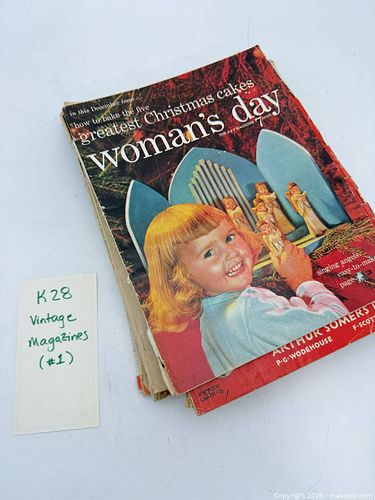 in this December issue...
how to bake the five
greatest Christmas cakes
woman's day
singing angels,
easy-to-make
page
ARTHUR SOMERS
P·G·WODEHOUSE F·SCOTT
K28
Vintage
Magazines
(#1)
Copyright 2026 - maxsold.com